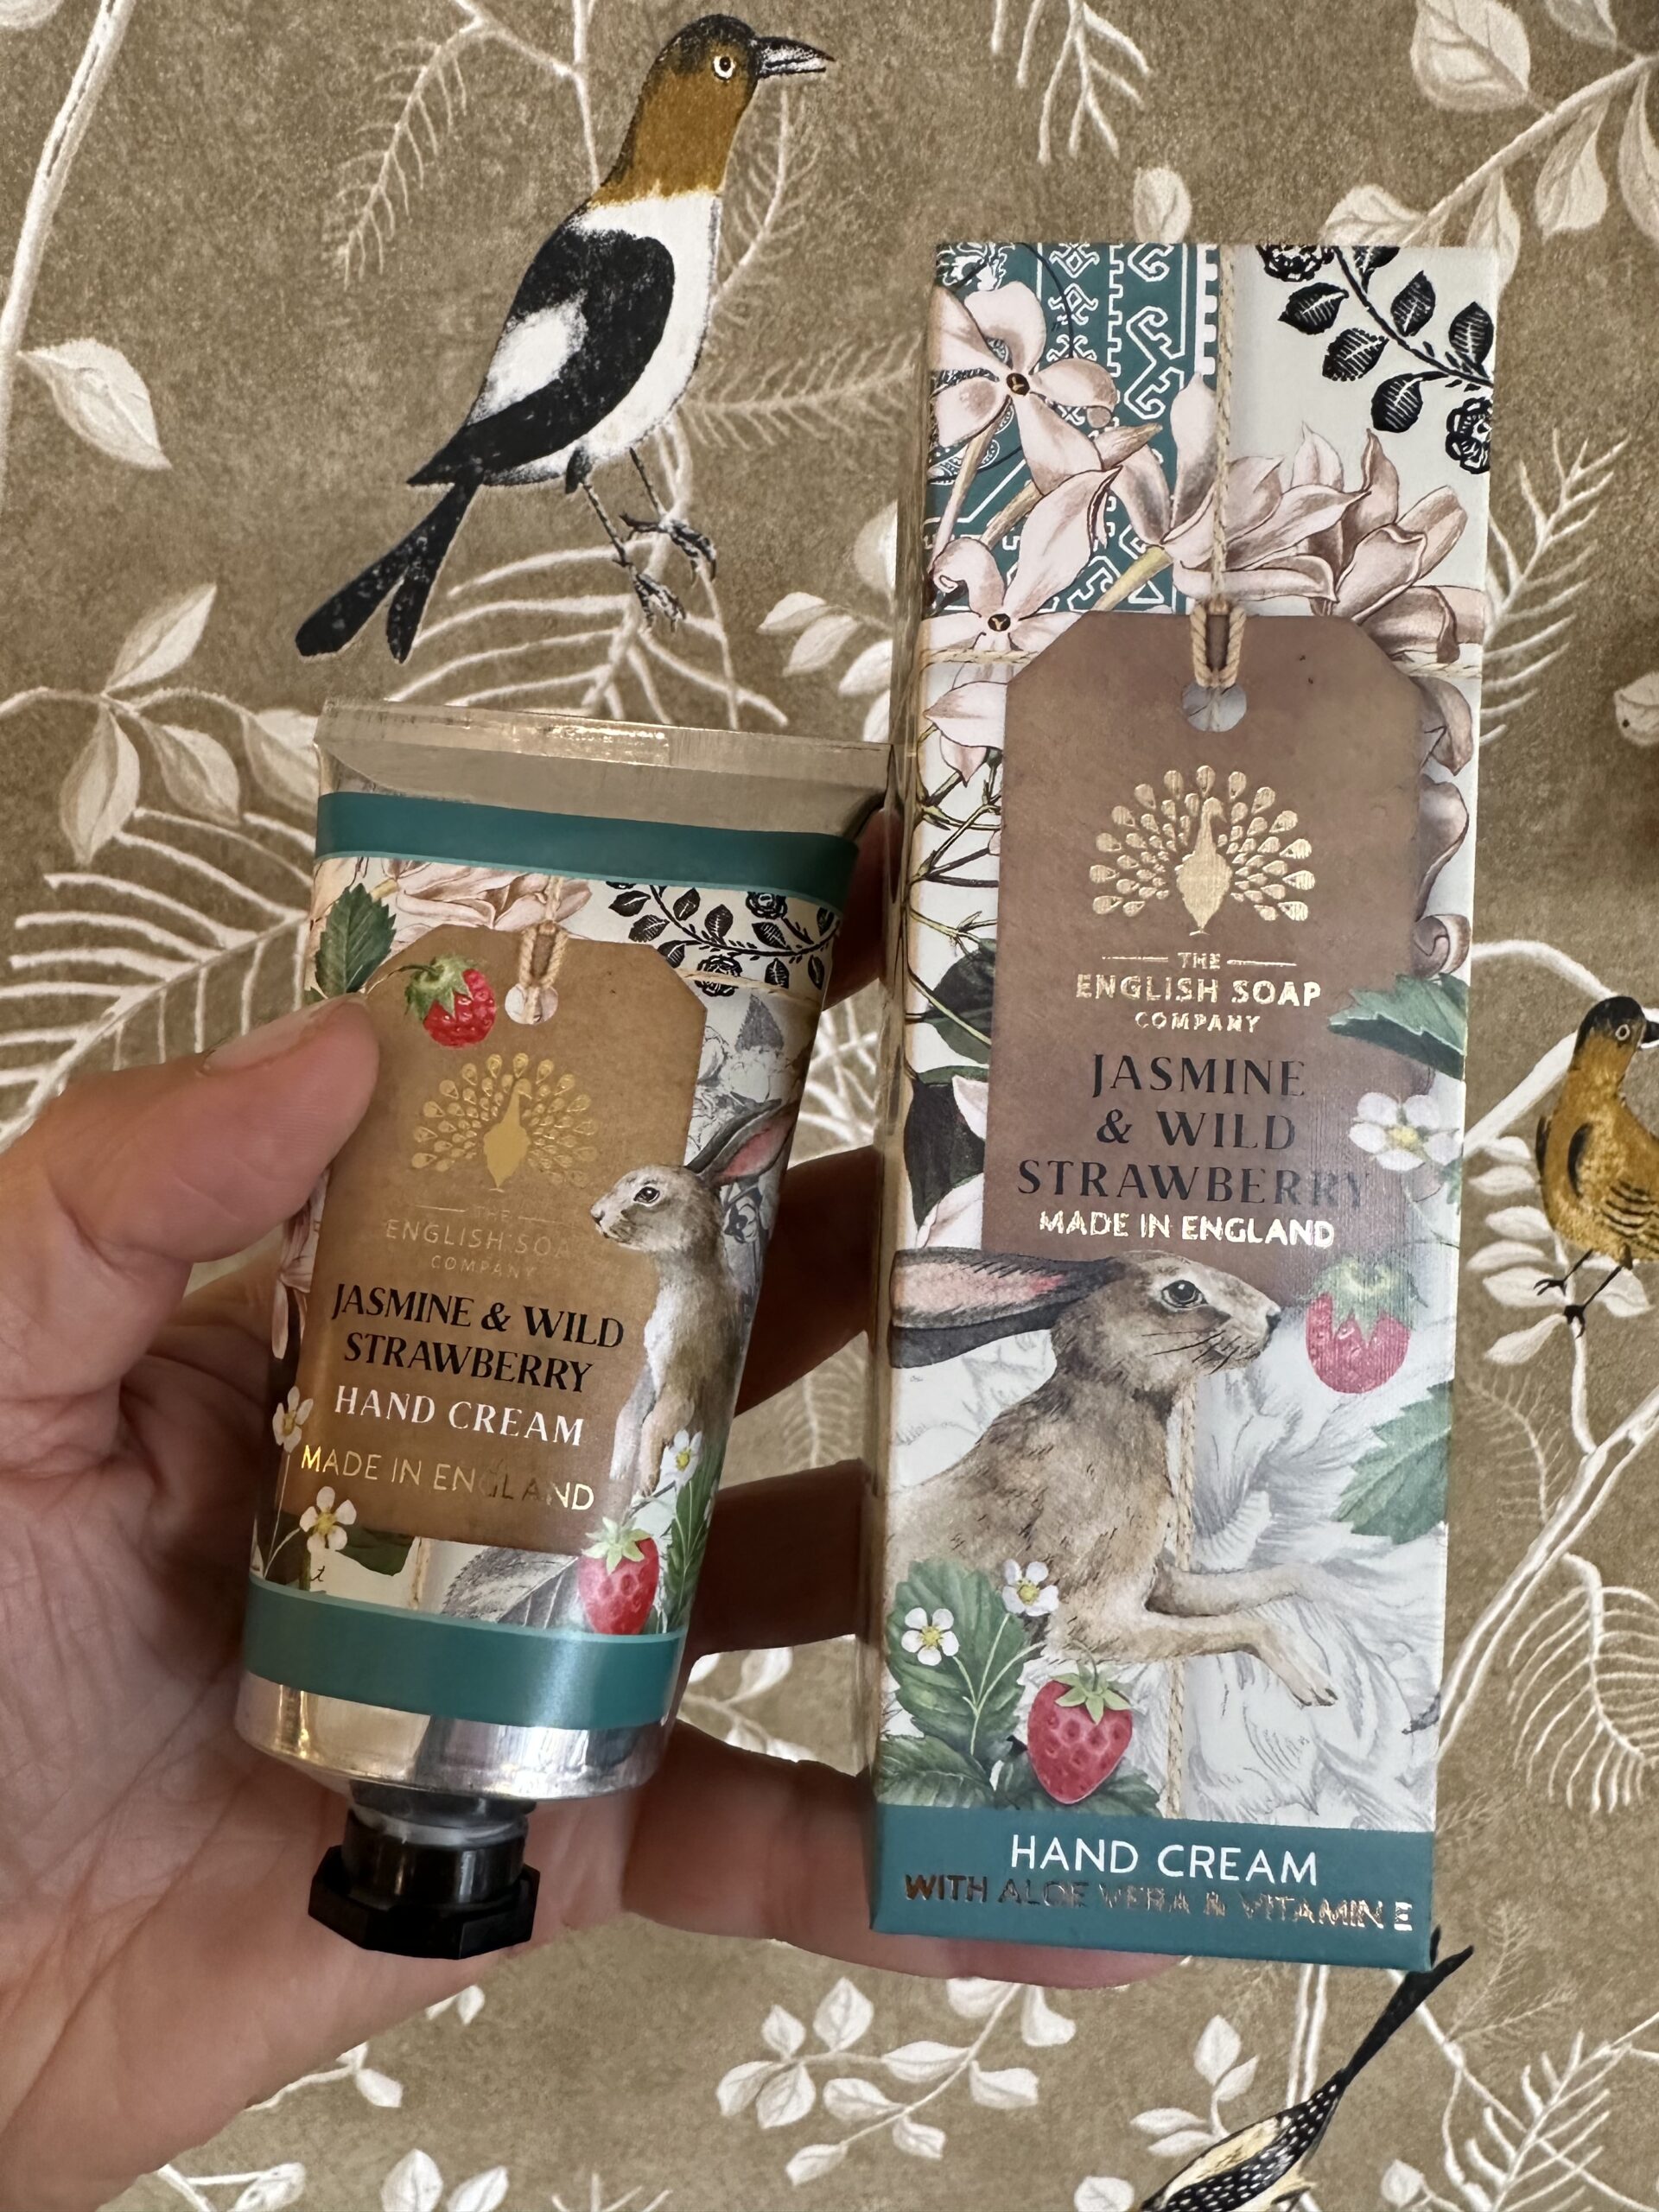 THE
ENGLISH SOAP
COMPANY
JASMINE & WILD
STRAWBERRY
HAND CREAM
MADE IN ENGLAND
THE
ENGLISH SOAP
COMPANY
JASMINE
& WILD
STRAWBERRY
MADE IN ENGLAND
HAND CREAM
WITH ALOE VERA & VITAMIN E